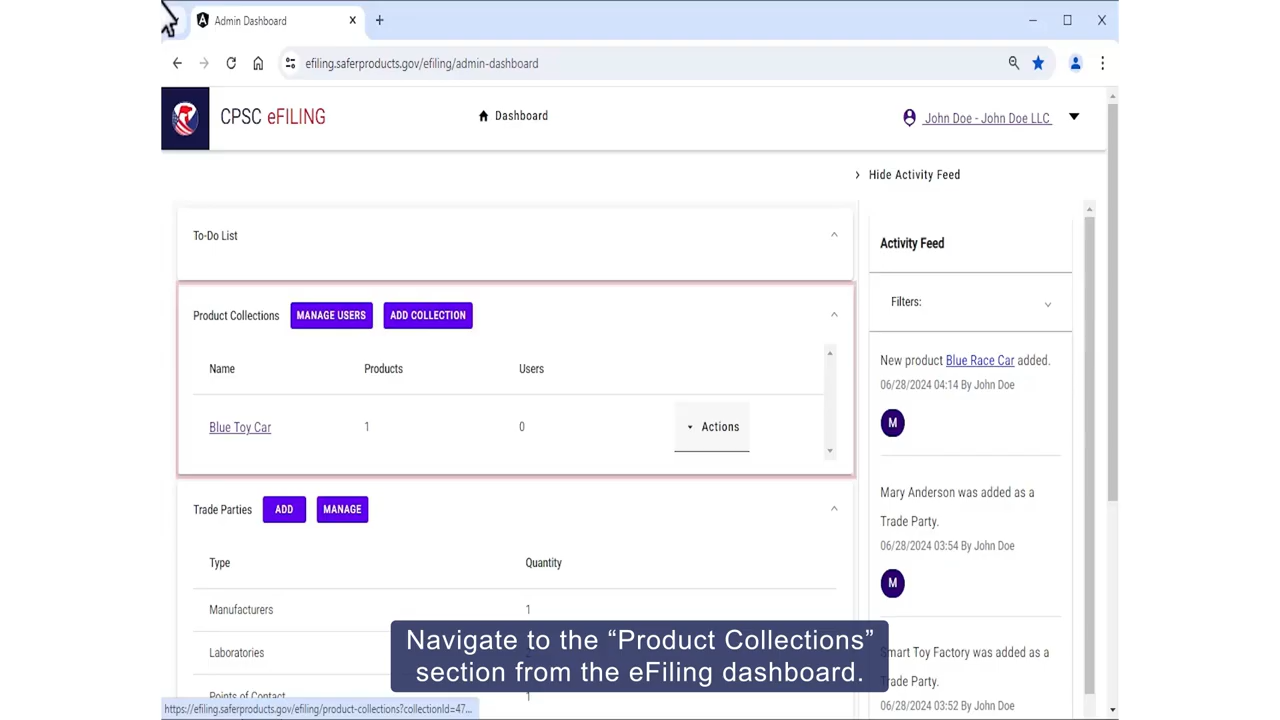 Admin Dashboard
efiling.saferproducts.gov/efiling/admin-dashboard
CPSC eFILING
Dashboard
John Doe - John Doe LLC
Hide Activity Feed
To-Do List
Product Collections MANAGE USERS ADD COLLECTION
Name Products Users
Blue Toy Car 1 0 Actions
Trade Parties ADD MANAGE
Type Quantity
Manufacturers 1
Laboratories
Points of Contact 1
Activity Feed
Filters:
New product Blue Race Car added.
06/28/2024 04:14 By John Doe
M
Mary Anderson was added as a
Trade Party.
06/28/2024 03:54 By John Doe
M
Smart Toy Factory was added as a
Trade Party.
06/28/2024 03:52 By John Doe
Navigate to the “Product Collections”
section from the eFiling dashboard.
https://efiling.saferproducts.gov/efiling/product-collections?collectionId=47...